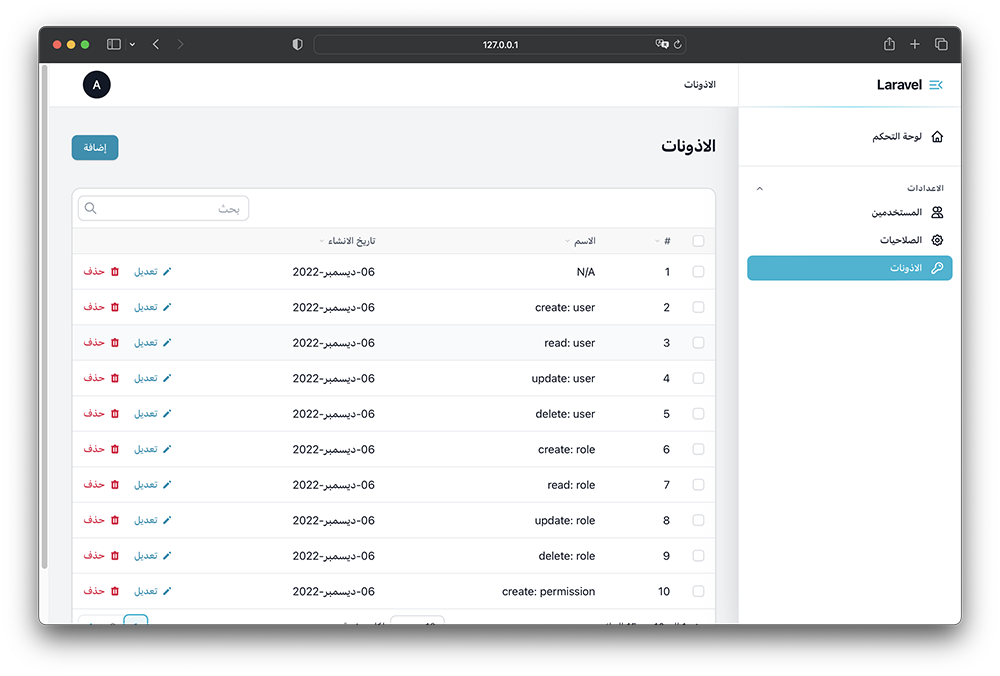 127.0.0.1
Laravel
الاذونات
A
لوحة التحكم
الاعدادات
المستخدمين
الصلاحيات
الاذونات
الاذونات
إضافة
بحث
# الاسم تاريخ الانشاء
1 N/A 06-ديسمبر-2022 تعديل حذف
2 create: user 06-ديسمبر-2022 تعديل حذف
3 read: user 06-ديسمبر-2022 تعديل حذف
4 update: user 06-ديسمبر-2022 تعديل حذف
5 delete: user 06-ديسمبر-2022 تعديل حذف
6 create: role 06-ديسمبر-2022 تعديل حذف
7 read: role 06-ديسمبر-2022 تعديل حذف
8 update: role 06-ديسمبر-2022 تعديل حذف
9 delete: role 06-ديسمبر-2022 تعديل حذف
10 create: permission 06-ديسمبر-2022 تعديل حذف